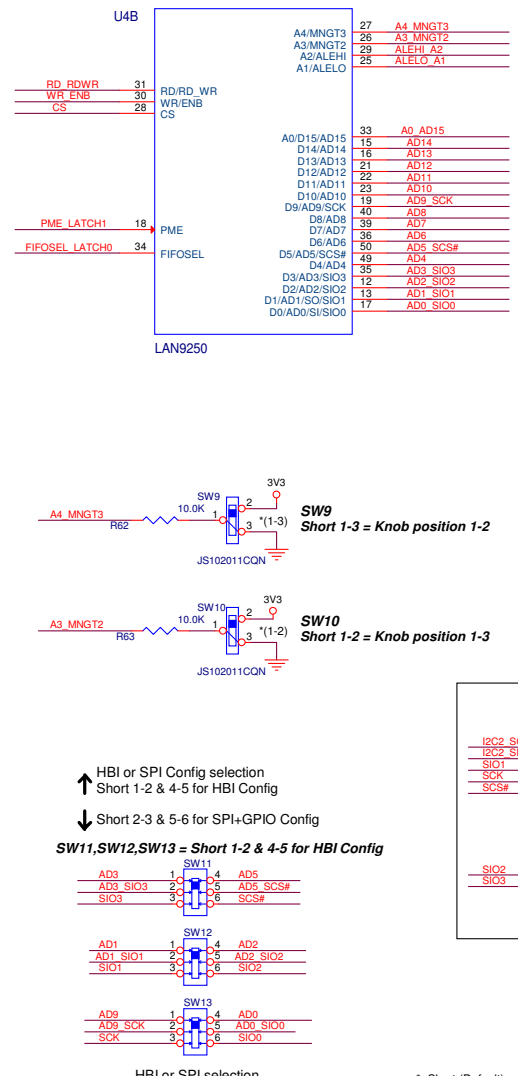 U4B
A4/MNGT3 27 A4_MNGT3
A3/MNGT2 26 A3_MNGT2
A2/ALEHI 29 ALEHI_A2
A1/ALELO 25 ALELO_A1
RD_RDWR 31 RD/RD_WR
WR_ENB 30 WR/ENB
CS 28 CS
A0/D15/AD15 33 A0_AD15
D14/AD14 15 AD14
D13/AD13 16 AD13
D12/AD12 21 AD12
D11/AD11 22 AD11
D10/AD10 23 AD10
D9/AD9/SCK 19 AD9_SCK
D8/AD8 40 AD8
PME_LATCH1 18 PME D7/AD7 39 AD7
D6/AD6 36 AD6
FIFOSEL_LATCH0 34 FIFOSEL D5/AD5/SCS# 50 AD5_SCS#
D4/AD4 49 AD4
D3/AD3/SIO3 35 AD3_SIO3
D2/AD2/SIO2 12 AD2_SIO2
D1/AD1/SO/SIO1 13 AD1_SIO1
D0/AD0/SI/SIO0 17 AD0_SIO0
LAN9250
3V3
SW9
A4_MNGT3 R62 10.0K 1 2 3 *(1-3)
JS102011CQN
SW9
Short 1-3 = Knob position 1-2
3V3
SW10
A3_MNGT2 R63 10.0K 1 2 3 *(1-2)
JS102011CQN
SW10
Short 1-2 = Knob position 1-3
I2C2_S
I2C2_S
SIO1
SCK
SCS#
SIO2
SIO3
HBI or SPI Config selection
Short 1-2 & 4-5 for HBI Config
Short 2-3 & 5-6 for SPI+GPIO Config
SW11,SW12,SW13 = Short 1-2 & 4-5 for HBI Config
SW11
AD3 1 4 AD5
AD3_SIO3 2 5 AD5_SCS#
SIO3 3 6 SCS#
SW12
AD1 1 4 AD2
AD1_SIO1 2 5 AD2_SIO2
SIO1 3 6 SIO2
SW13
AD9 1 4 AD0
AD9_SCK 2 5 AD0_SIO0
SCK 3 6 SIO0
HBI or SPI selection
* Short (Default)